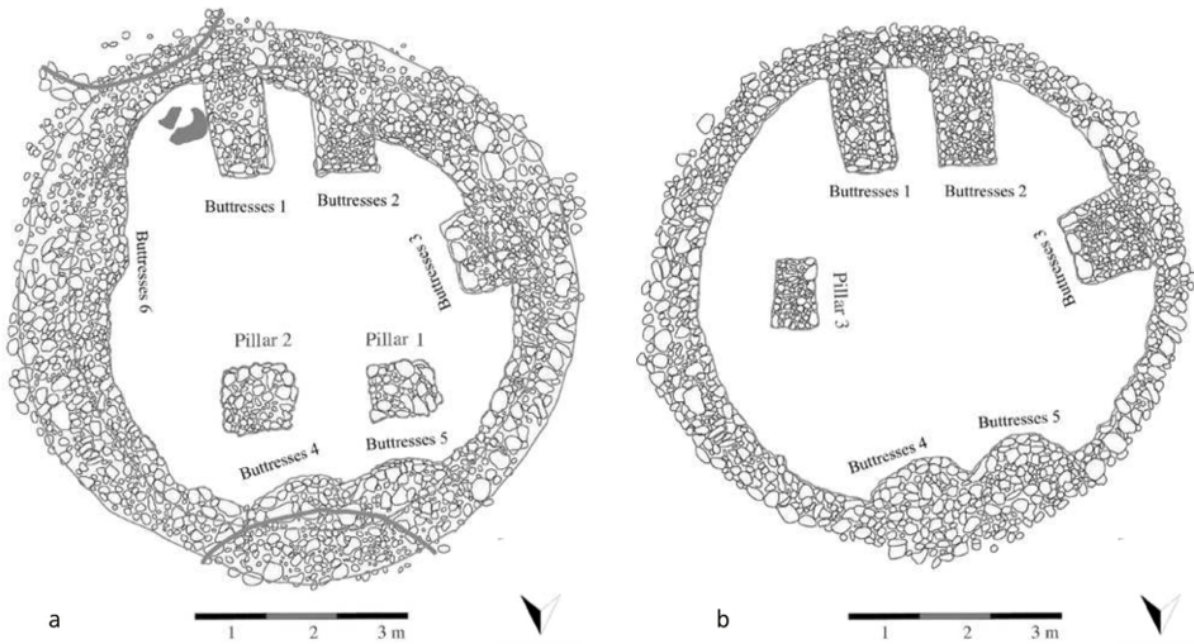 Buttresses 1
Buttresses 2
Buttresses 3
Buttresses 6
Pillar 2
Pillar 1
Buttresses 4
Buttresses 5
a
1 2 3 m
Buttresses 1
Buttresses 2
Buttresses 3
Pillar 3
Buttresses 4
Buttresses 5
b
1 2 3 m